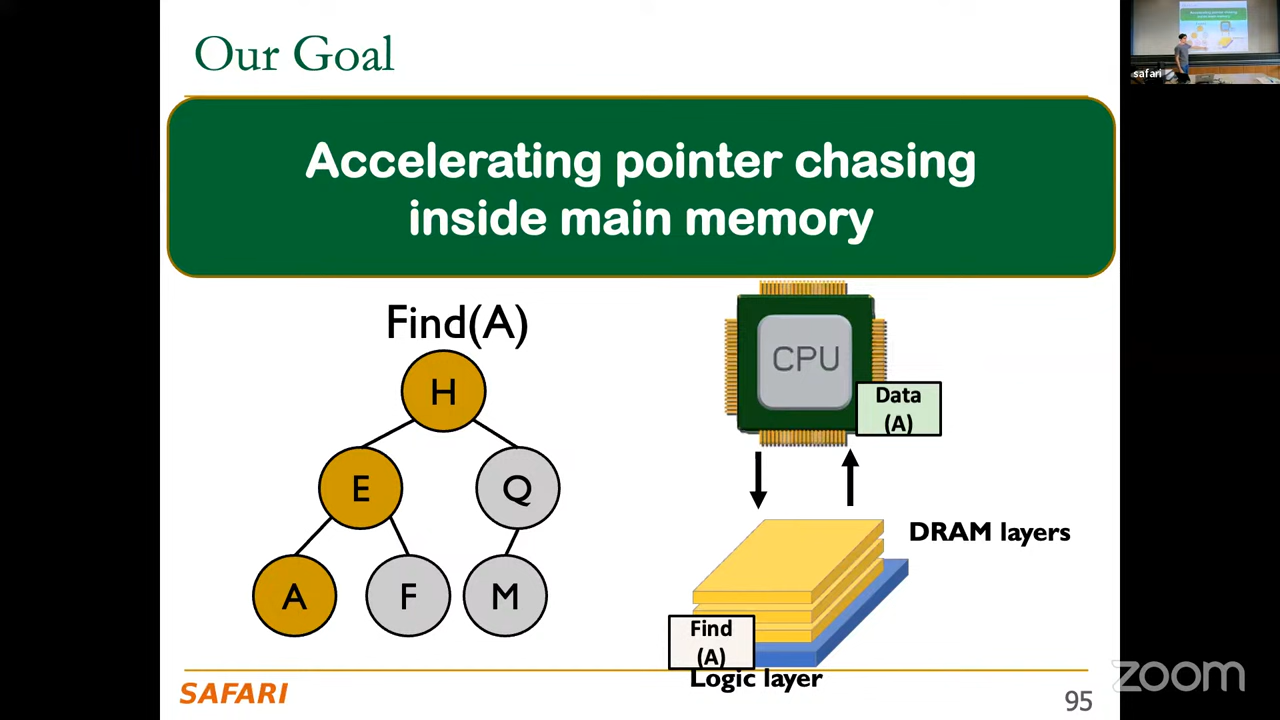 Our Goal
Accelerating pointer chasing
inside main memory
Find(A)
H
E
Q
A
F
M
CPU
Data
(A)
DRAM layers
Find
(A)
Logic layer
SAFARI
95
zoom
safari